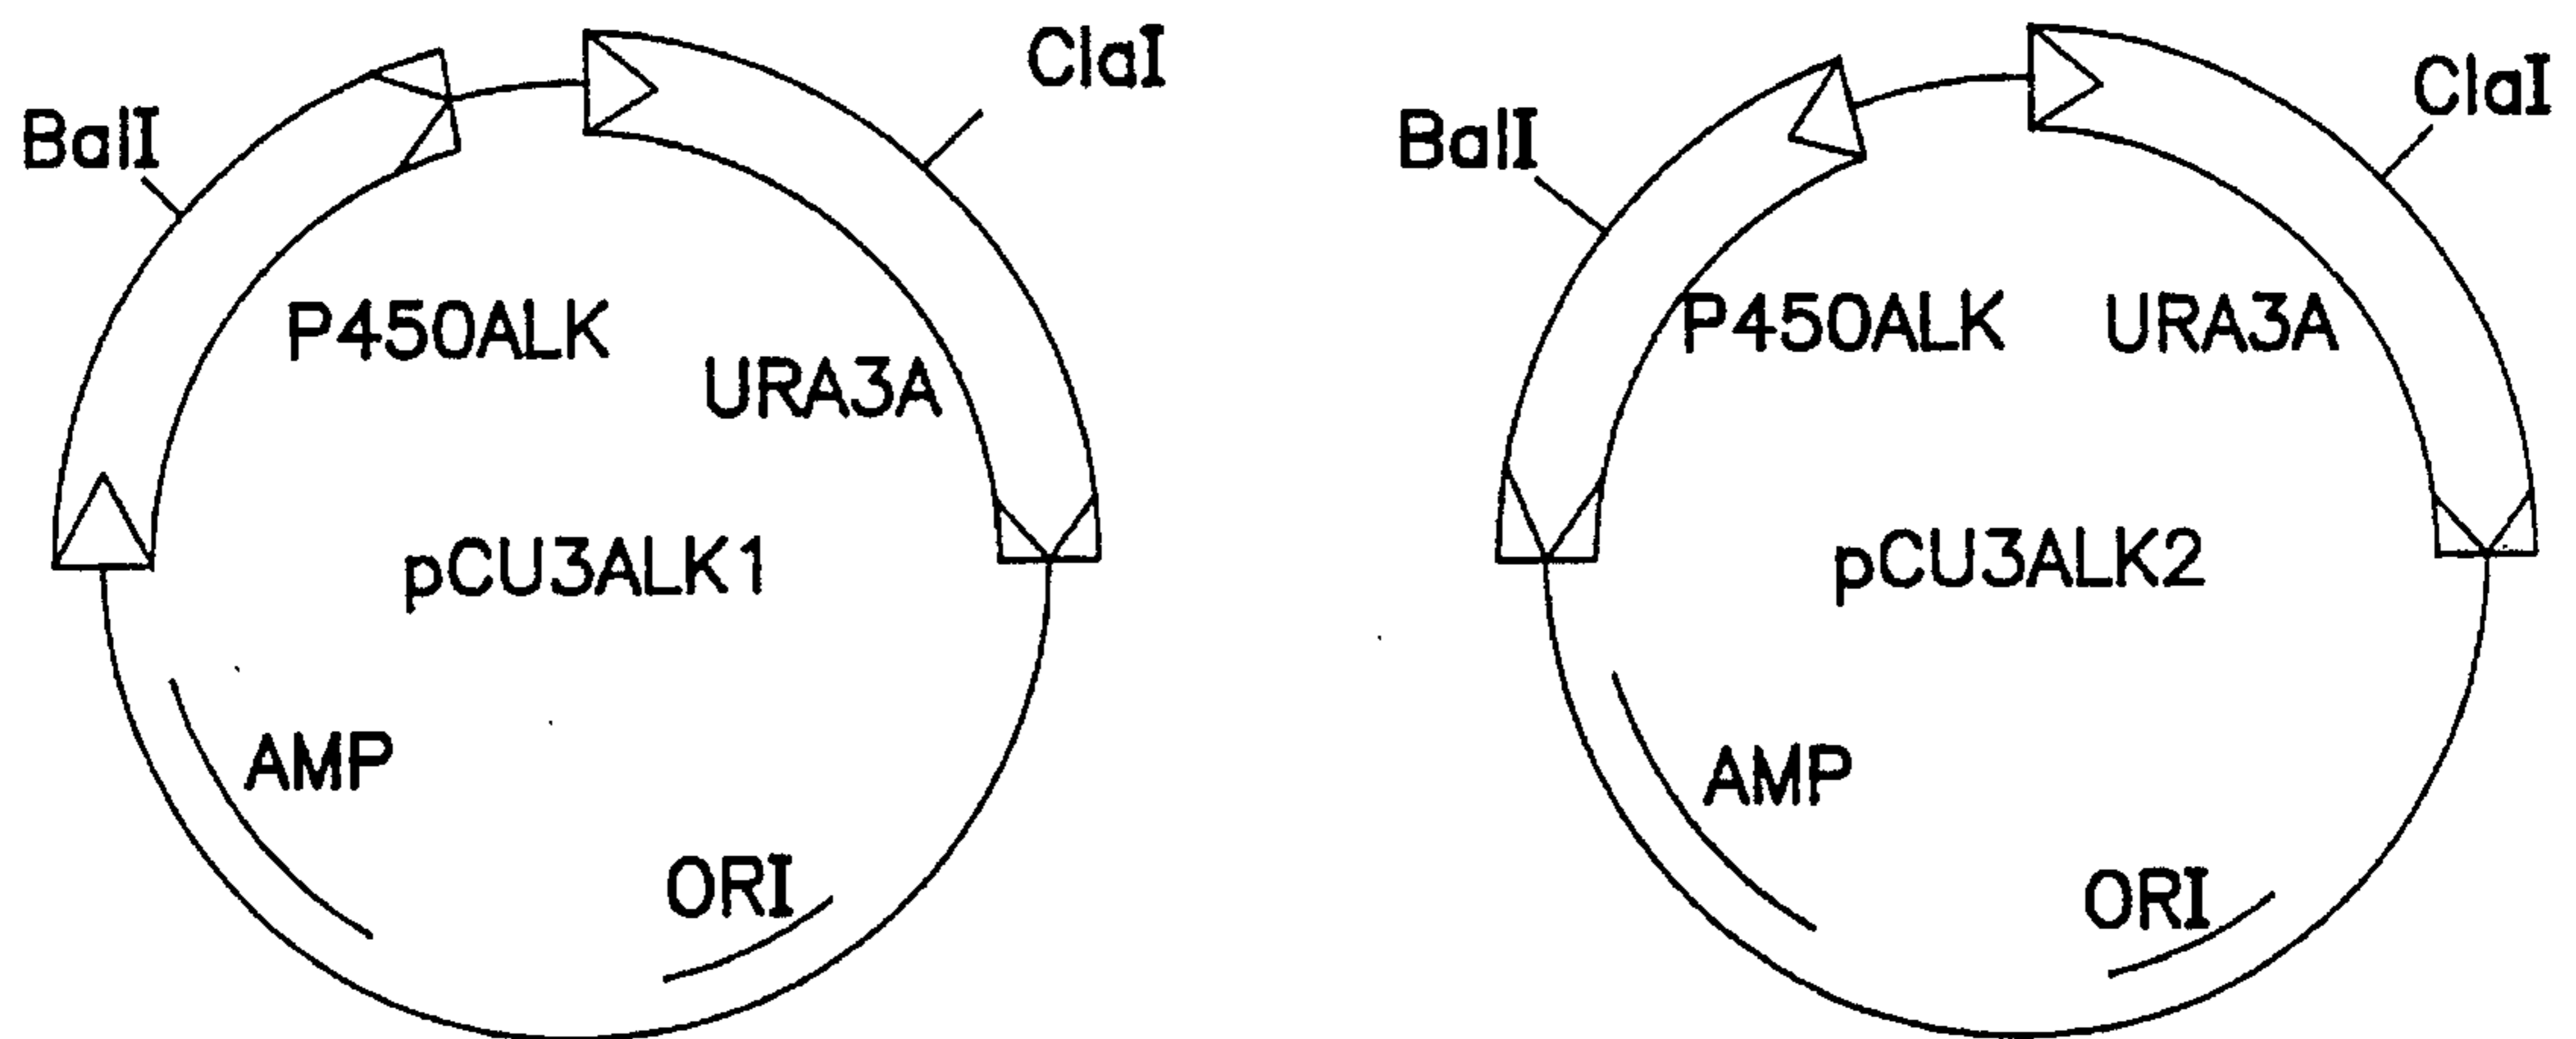 ClaI
BalI
P450ALK
URA3A
pCU3ALK1
AMP
ORI
ClaI
BalI
P450ALK
URA3A
pCU3ALK2
AMP
ORI